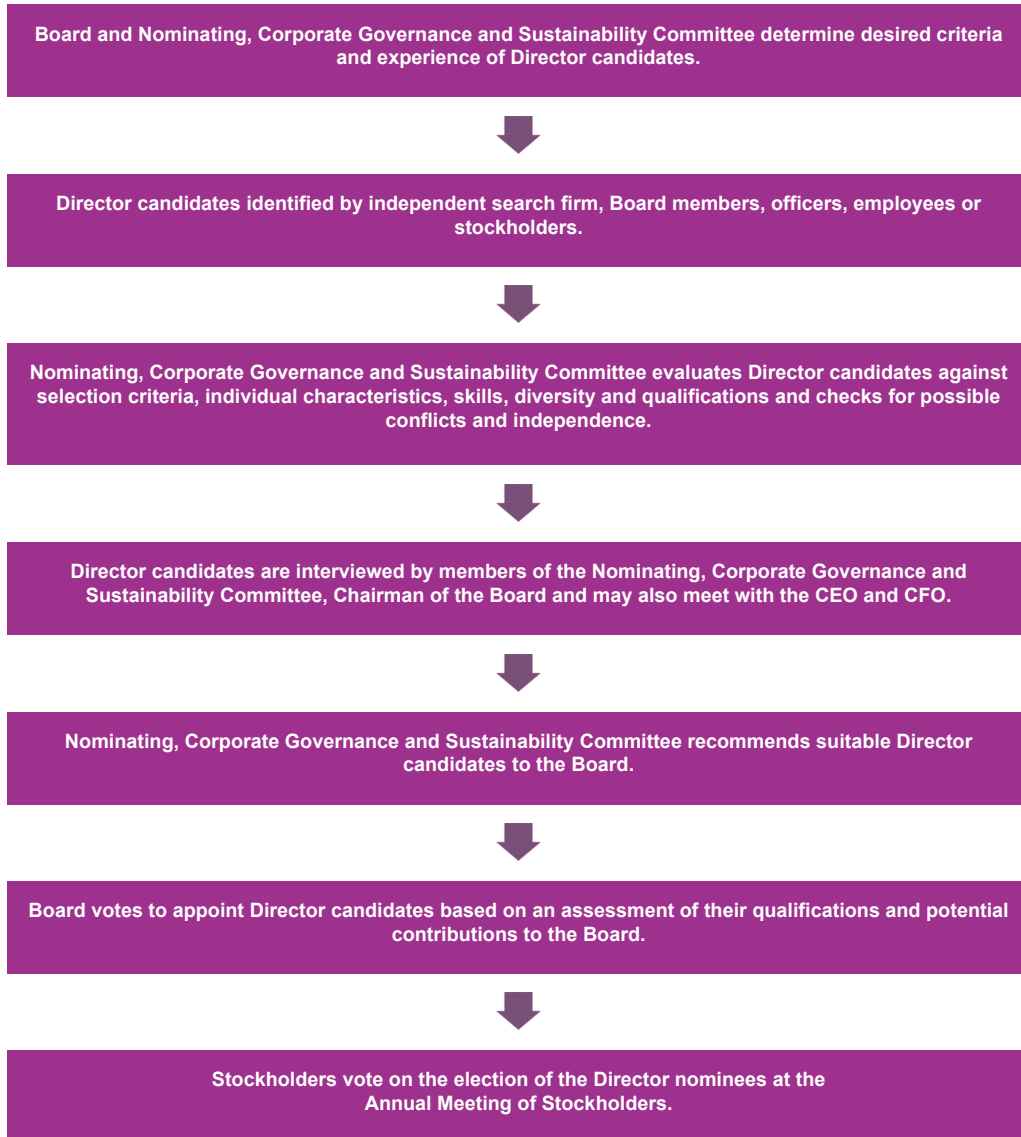 Board and Nominating, Corporate Governance and Sustainability Committee determine desired criteria
and experience of Director candidates.
Director candidates identified by independent search firm, Board members, officers, employees or
stockholders.
Nominating, Corporate Governance and Sustainability Committee evaluates Director candidates against
selection criteria, individual characteristics, skills, diversity and qualifications and checks for possible
conflicts and independence.
Director candidates are interviewed by members of the Nominating, Corporate Governance and
Sustainability Committee, Chairman of the Board and may also meet with the CEO and CFO.
Nominating, Corporate Governance and Sustainability Committee recommends suitable Director
candidates to the Board.
Board votes to appoint Director candidates based on an assessment of their qualifications and potential
contributions to the Board.
Stockholders vote on the election of the Director nominees at the
Annual Meeting of Stockholders.